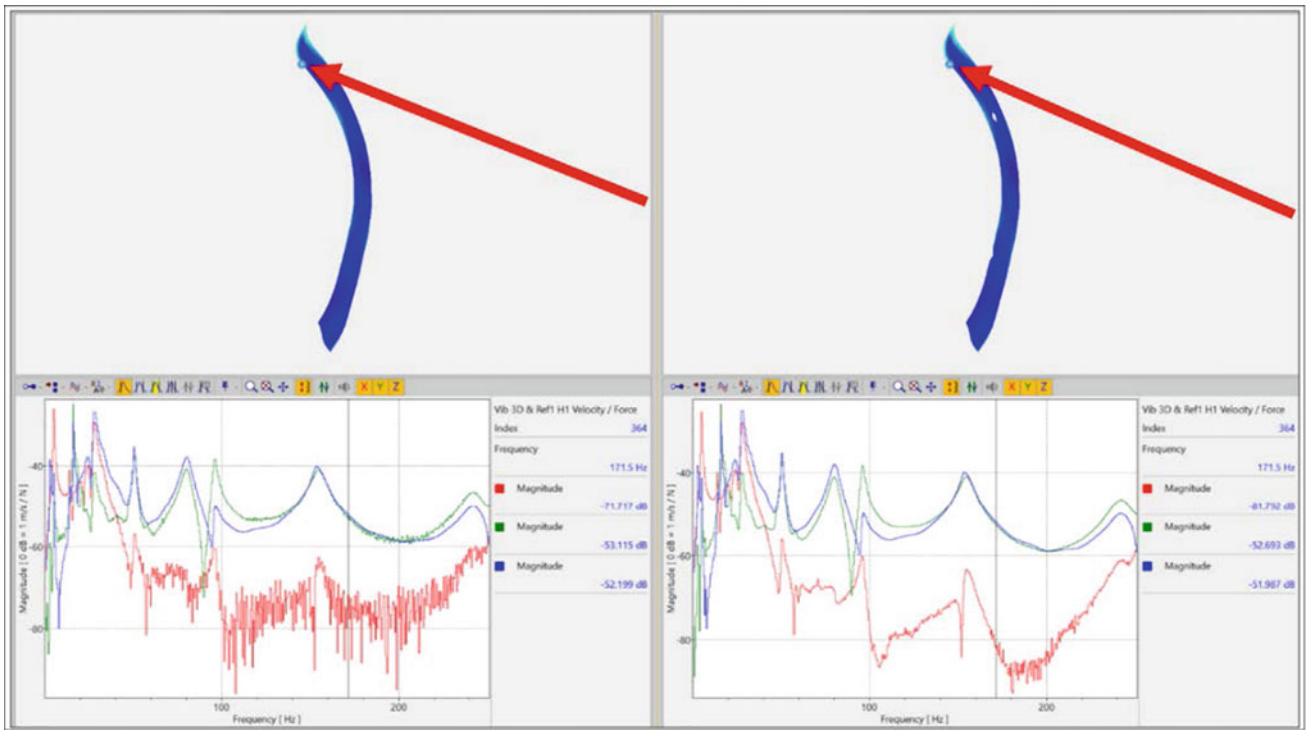 X Y Z
Vib 3D & Ref1 H1 Velocity / Force
Index 364
Frequency
171.5 Hz
Magnitude
-71.717 dB
Magnitude
-53.115 dB
Magnitude
-52.199 dB
Magnitude [ 0 dB = 1 m/s / N ]
-40
-60
-80
100 200
Frequency [ Hz ]
X Y Z
Vib 3D & Ref1 H1 Velocity / Force
Index 364
Frequency
171.5 Hz
Magnitude
-81.792 dB
Magnitude
-52.693 dB
Magnitude
-51.987 dB
Magnitude [ 0 dB = 1 m/s / N ]
-40
-60
-80
100 200
Frequency [ Hz ]